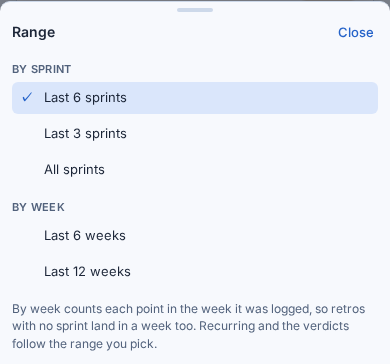 Range
Close
BY SPRINT
✓ Last 6 sprints
Last 3 sprints
All sprints
BY WEEK
Last 6 weeks
Last 12 weeks
By week counts each point in the week it was logged, so retros
with no sprint land in a week too. Recurring and the verdicts
follow the range you pick.